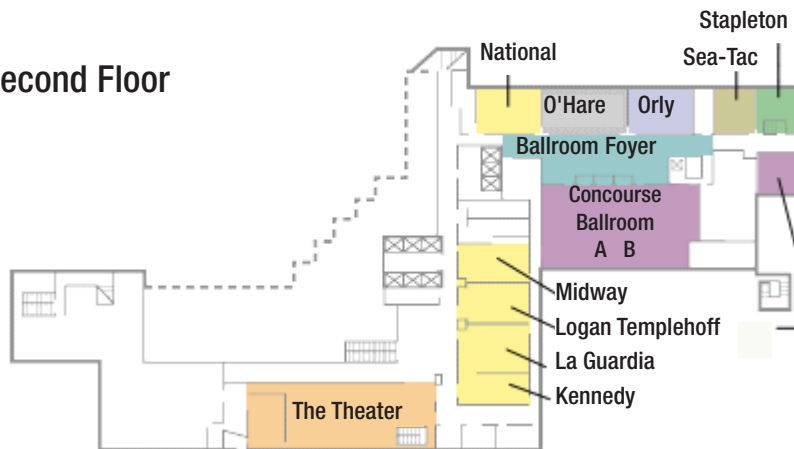 Stapleton
National
Sea-Tac
econd Floor
O'Hare
Orly
Ballroom Foyer
Concourse
Ballroom
A B
Midway
Logan Templehoff
La Guardia
Kennedy
The Theater